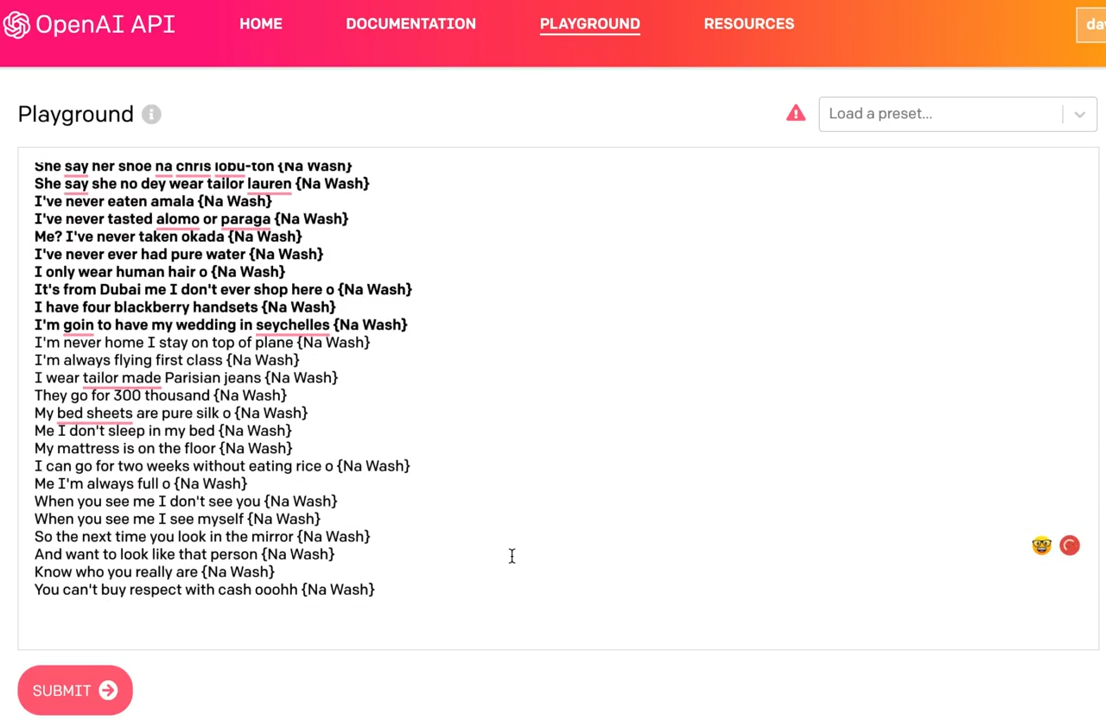 OpenAI API
HOME
DOCUMENTATION
PLAYGROUND
RESOURCES
da
Playground
Load a preset...
She say her shoe na chris lobu-ton {Na Wash}
She say she no dey wear tailor lauren {Na Wash}
I've never eaten amala {Na Wash}
I've never tasted alomo or paraga {Na Wash}
Me? I've never taken okada {Na Wash}
I've never ever had pure water {Na Wash}
I only wear human hair o {Na Wash}
It's from Dubai me I don't ever shop here o {Na Wash}
I have four blackberry handsets {Na Wash}
I'm goin to have my wedding in seychelles {Na Wash}
I'm never home I stay on top of plane {Na Wash}
I'm always flying first class {Na Wash}
I wear tailor made Parisian jeans {Na Wash}
They go for 300 thousand {Na Wash}
My bed sheets are pure silk o {Na Wash}
Me I don't sleep in my bed {Na Wash}
My mattress is on the floor {Na Wash}
I can go for two weeks without eating rice o {Na Wash}
Me I'm always full o {Na Wash}
When you see me I don't see you {Na Wash}
When you see me I see myself {Na Wash}
So the next time you look in the mirror {Na Wash}
And want to look like that person {Na Wash}
Know who you really are {Na Wash}
You can't buy respect with cash ooohh {Na Wash}
SUBMIT